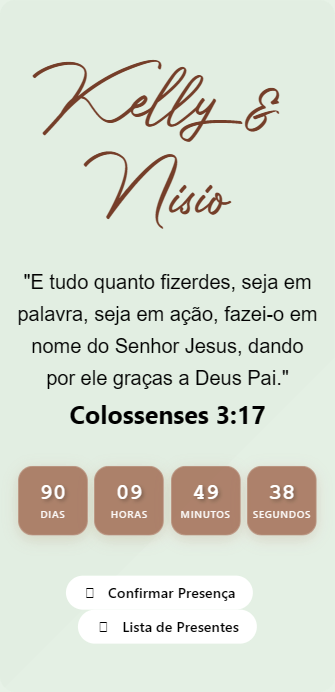 Kelly &
Nisio
"E tudo quanto fizerdes, seja em
palavra, seja em ação, fazei-o em
nome do Senhor Jesus, dando
por ele graças a Deus Pai."
Colossenses 3:17
90 09 49 38
DIAS HORAS MINUTOS SEGUNDOS
Confirmar Presença
Lista de Presentes